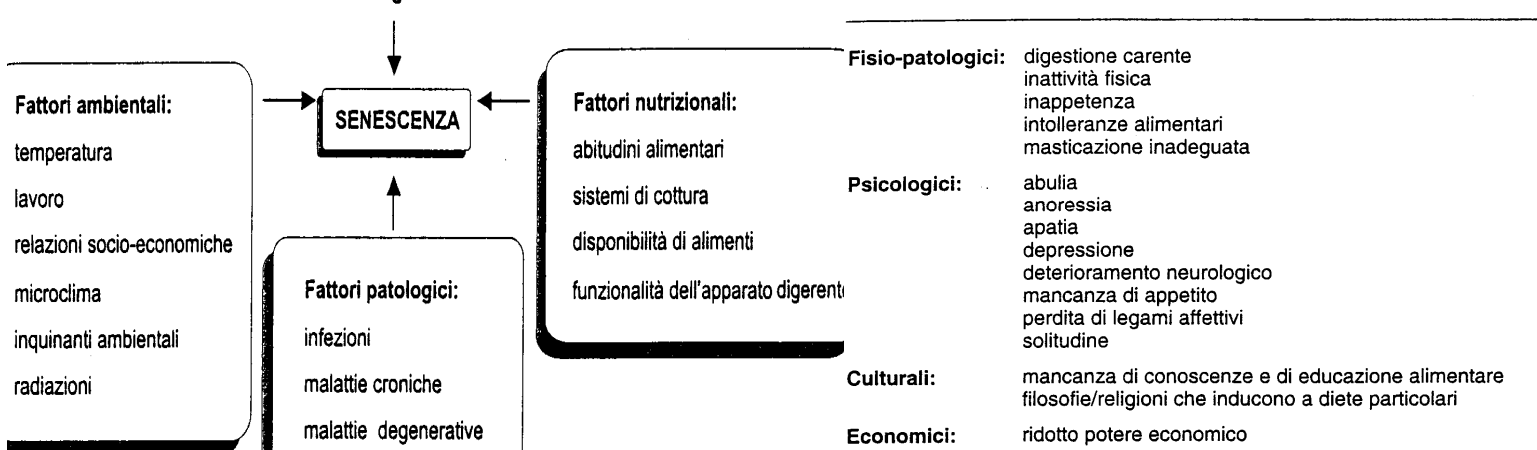 Fattori ambientali:
temperatura
lavoro
relazioni socio-economiche
microclima
inquinanti ambientali
radiazioni
SENESCENZA
Fattori patologici:
infezioni
malattie croniche
malattie degenerative
Fattori nutrizionali:
abitudini alimentari
sistemi di cottura
disponibilità di alimenti
funzionalità dell'apparato digerente
Fisio-patologici: digestione carente
inattività fisica
inappetenza
intolleranze alimentari
masticazione inadeguata
Psicologici: abulia
anoressia
apatia
depressione
deterioramento neurologico
mancanza di appetito
perdita di legami affettivi
solitudine
Culturali: mancanza di conoscenze e di educazione alimentare
filosofie/religioni che inducono a diete particolari
Economici: ridotto potere economico